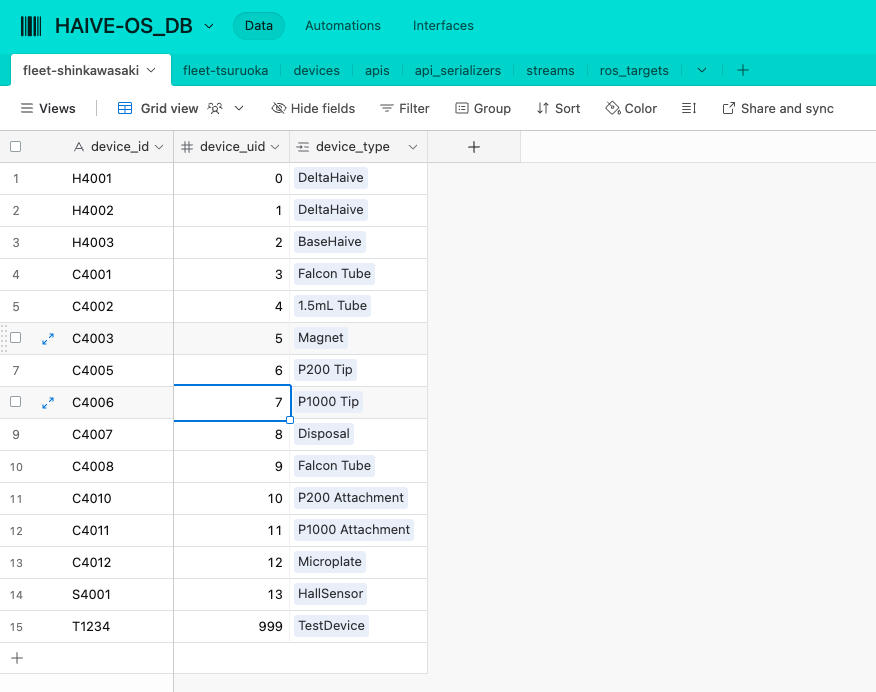 HAIVE-OS_DB Data Automations Interfaces
fleet-shinkawasaki fleet-tsuruoka devices apis api_serializers streams ros_targets
Views Grid view Hide fields Filter Group Sort Color Share and sync
device_id device_uid device_type
1 H4001 0 DeltaHaive
2 H4002 1 DeltaHaive
3 H4003 2 BaseHaive
4 C4001 3 Falcon Tube
5 C4002 4 1.5mL Tube
C4003 5 Magnet
7 C4005 6 P200 Tip
C4006 7 P1000 Tip
9 C4007 8 Disposal
10 C4008 9 Falcon Tube
11 C4010 10 P200 Attachment
12 C4011 11 P1000 Attachment
13 C4012 12 Microplate
14 S4001 13 HallSensor
15 T1234 999 TestDevice